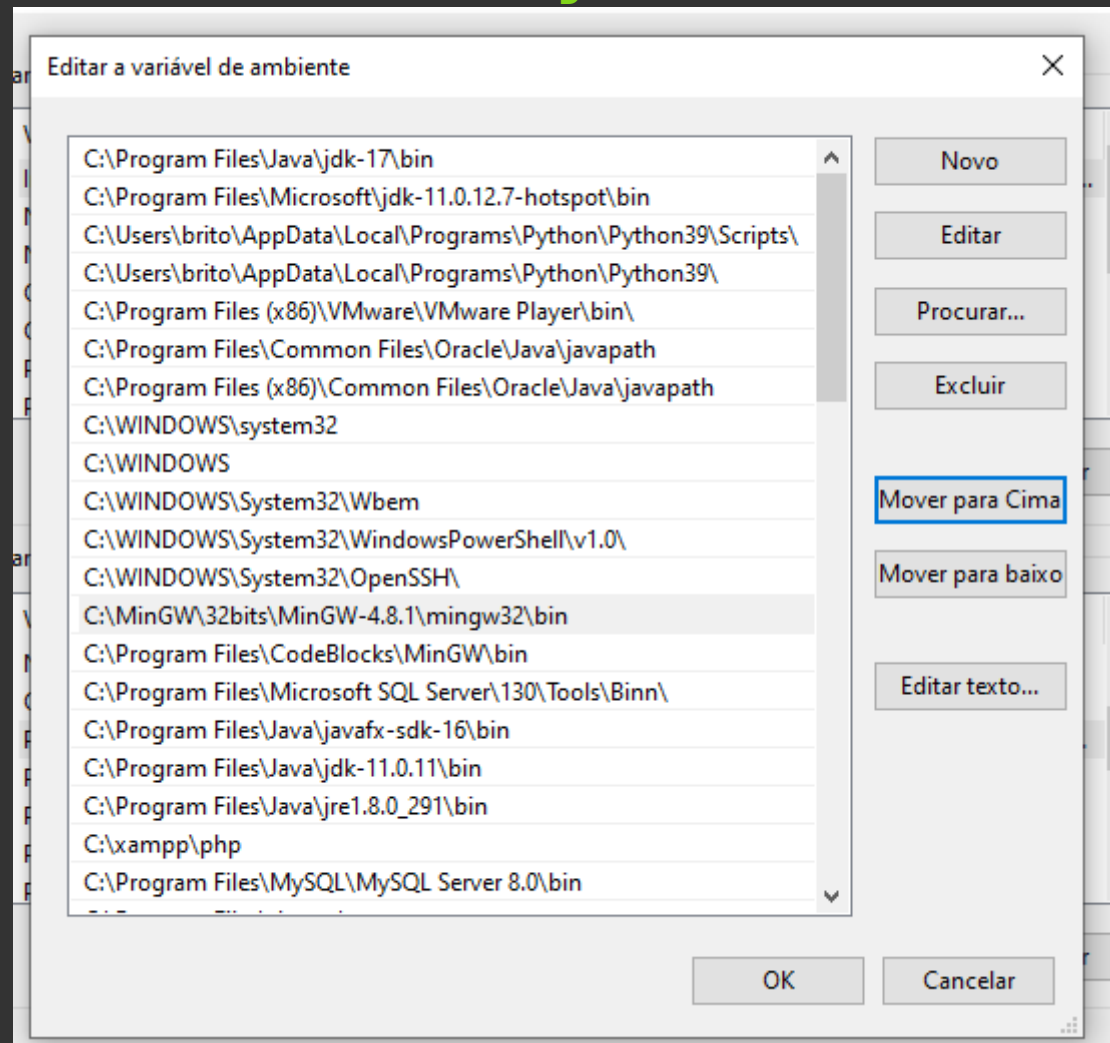 Editar a variável de ambiente
C:\Program Files\Java\jdk-17\bin
C:\Program Files\Microsoft\jdk-11.0.12.7-hotspot\bin
C:\Users\brito\AppData\Local\Programs\Python\Python39\Scripts\
C:\Users\brito\AppData\Local\Programs\Python\Python39\
C:\Program Files (x86)\VMware\VMware Player\bin\
C:\Program Files\Common Files\Oracle\Java\javapath
C:\Program Files (x86)\Common Files\Oracle\Java\javapath
C:\WINDOWS\system32
C:\WINDOWS
C:\WINDOWS\System32\Wbem
C:\WINDOWS\System32\WindowsPowerShell\v1.0\
C:\WINDOWS\System32\OpenSSH\
C:\MinGW\32bits\MinGW-4.8.1\mingw32\bin
C:\Program Files\CodeBlocks\MinGW\bin
C:\Program Files\Microsoft SQL Server\130\Tools\Binn\
C:\Program Files\Java\javafx-sdk-16\bin
C:\Program Files\Java\jdk-11.0.11\bin
C:\Program Files\Java\jre1.8.0_291\bin
C:\xampp\php
C:\Program Files\MySQL\MySQL Server 8.0\bin
Novo
Editar
Procurar...
Excluir
Mover para Cima
Mover para baixo
Editar texto...
OK
Cancelar